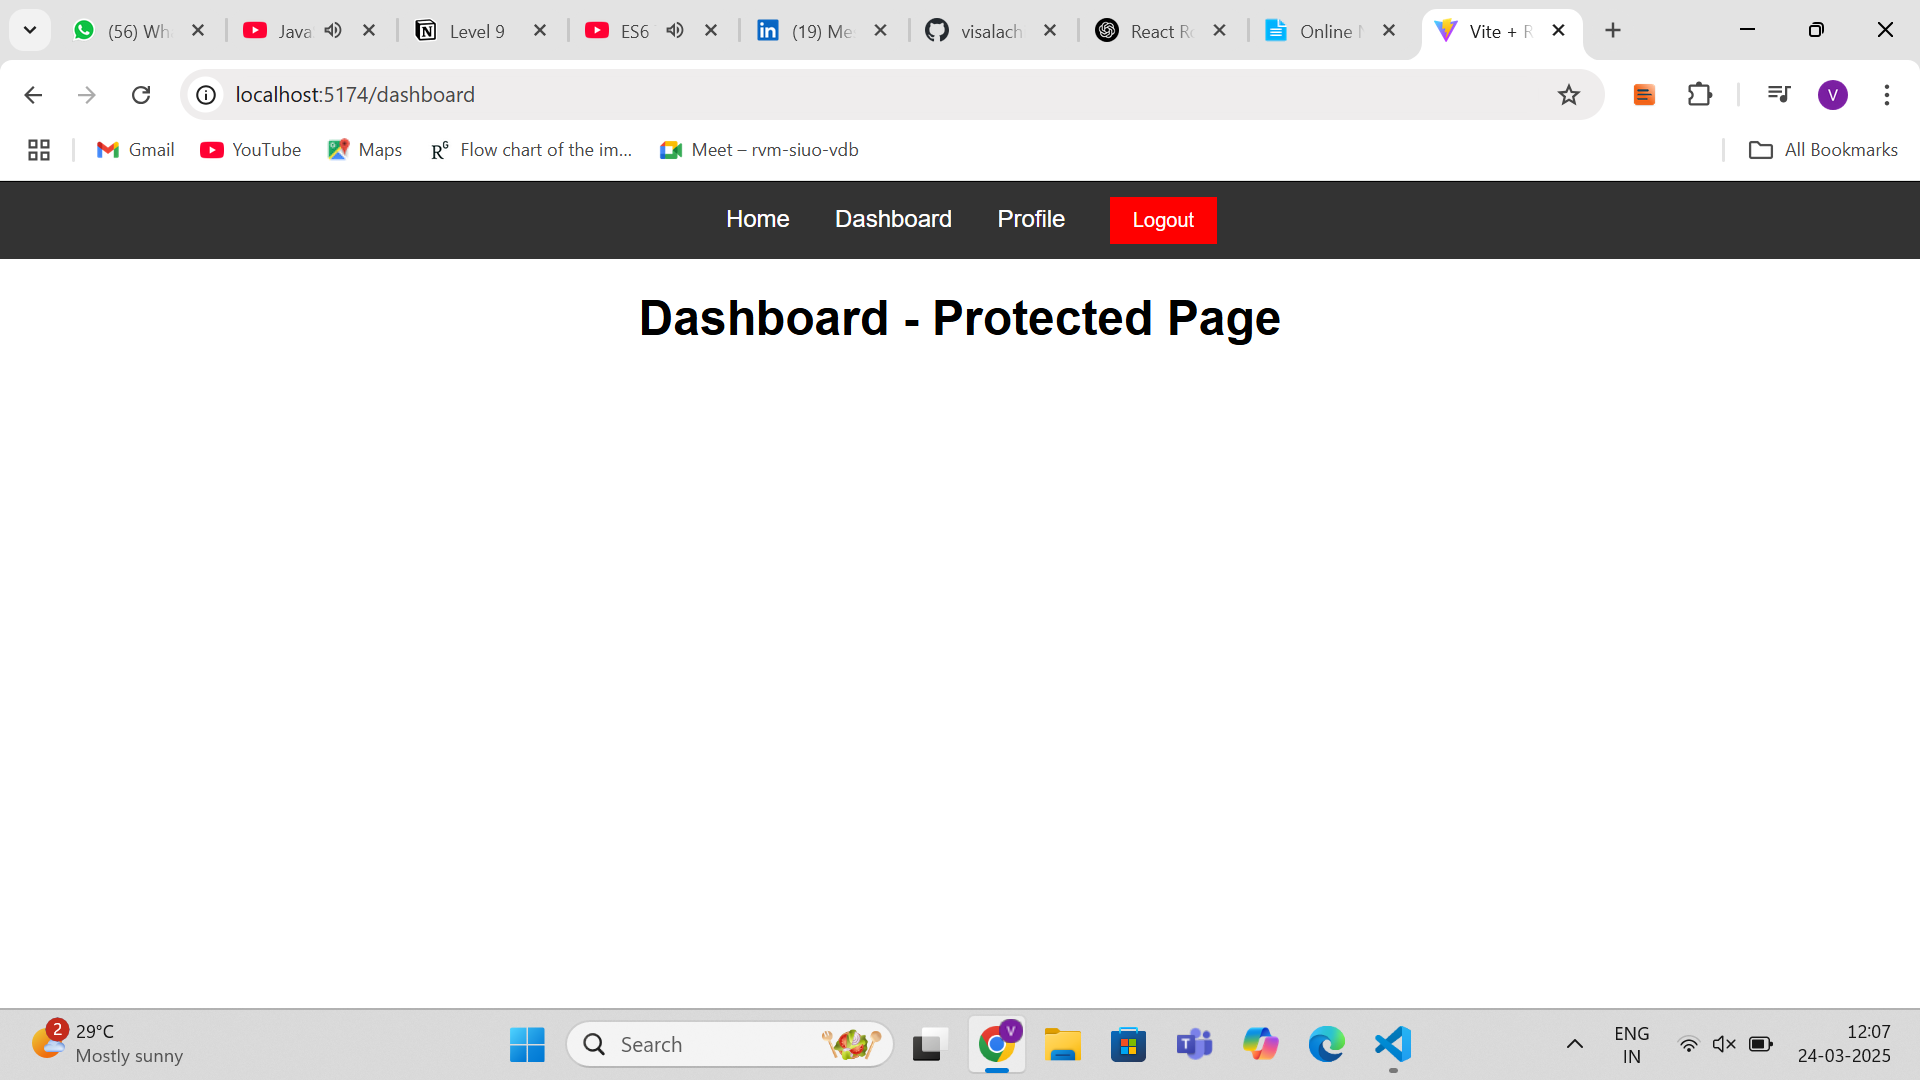 (56) Wh
Java
Level 9
ES6
(19) Me
visalach
React Ro
Online
Vite + R
localhost:5174/dashboard
V
Gmail
YouTube
Maps
Flow chart of the im...
Meet – rvm-siuo-vdb
All Bookmarks
Home
Dashboard
Profile
Logout
Dashboard - Protected Page
2
29°C
Mostly sunny
Search
V
ENG
IN
12:07
24-03-2025